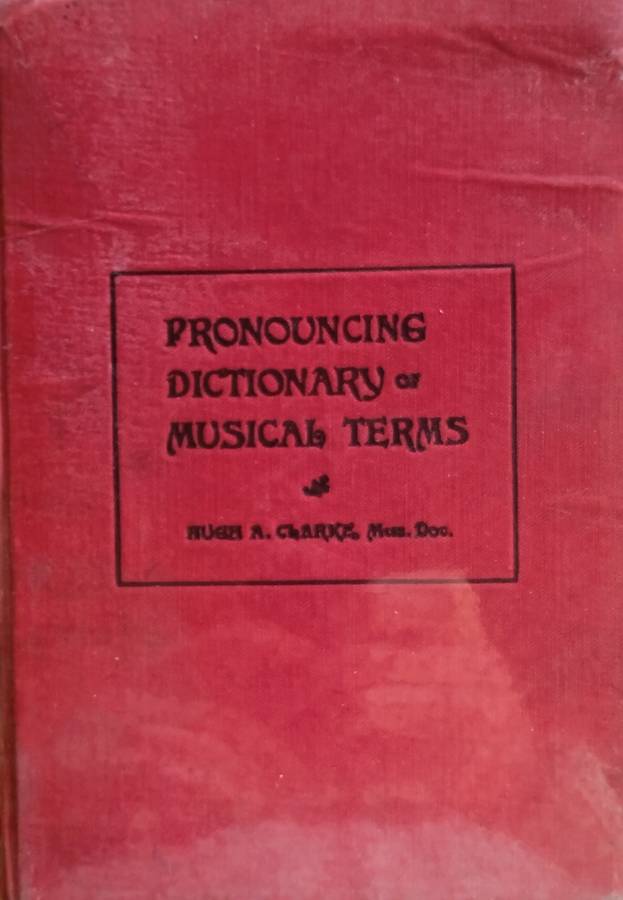 PRONOUNCING
DICTIONARY OF
MUSICAL TERMS
HUGH A. CLARKE, Mus. Doc.